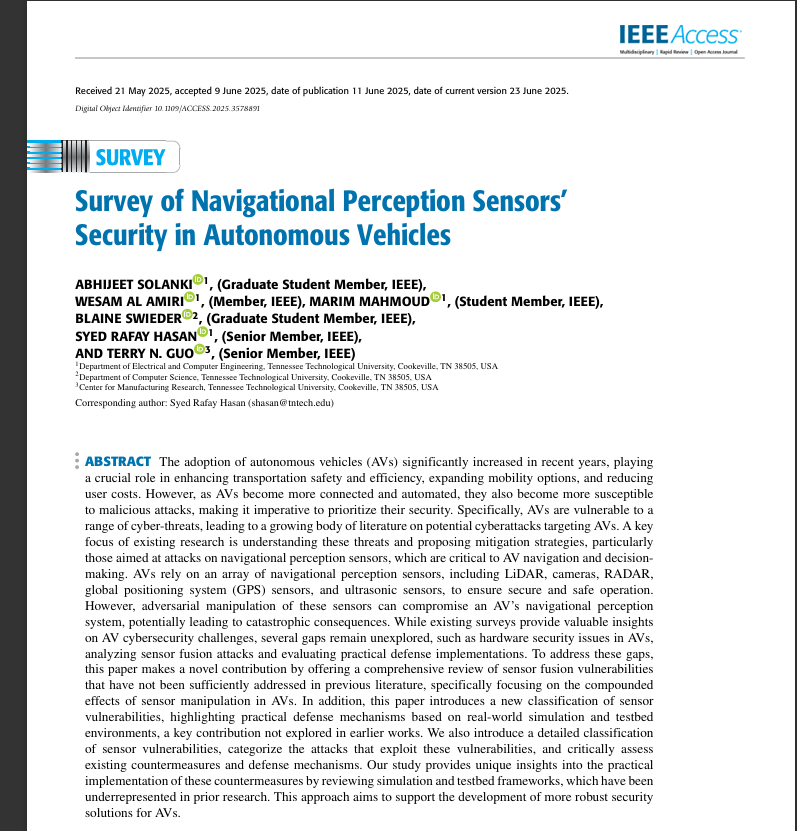 IEEE Access
Multidisciplinary | Rapid Review | Open Access Journal
Received 21 May 2025, accepted 9 June 2025, date of publication 11 June 2025, date of current version 23 June 2025.
Digital Object Identifier 10.1109/ACCESS.2025.3578891
SURVEY
Survey of Navigational Perception Sensors’
Security in Autonomous Vehicles
ABHIJEET SOLANKI iD 1, (Graduate Student Member, IEEE),
WESAM AL AMIRI iD 1, (Member, IEEE), MARIM MAHMOUD iD 1, (Student Member, IEEE),
BLAINE SWIEDER iD 2, (Graduate Student Member, IEEE),
SYED RAFAY HASAN iD 1, (Senior Member, IEEE),
AND TERRY N. GUO iD 3, (Senior Member, IEEE)
1Department of Electrical and Computer Engineering, Tennessee Technological University, Cookeville, TN 38505, USA
2Department of Computer Science, Tennessee Technological University, Cookeville, TN 38505, USA
3Center for Manufacturing Research, Tennessee Technological University, Cookeville, TN 38505, USA
Corresponding author: Syed Rafay Hasan (shasan@tntech.edu)
ABSTRACT The adoption of autonomous vehicles (AVs) significantly increased in recent years, playing
a crucial role in enhancing transportation safety and efficiency, expanding mobility options, and reducing
user costs. However, as AVs become more connected and automated, they also become more susceptible
to malicious attacks, making it imperative to prioritize their security. Specifically, AVs are vulnerable to a
range of cyber-threats, leading to a growing body of literature on potential cyberattacks targeting AVs. A key
focus of existing research is understanding these threats and proposing mitigation strategies, particularly
those aimed at attacks on navigational perception sensors, which are critical to AV navigation and decision-
making. AVs rely on an array of navigational perception sensors, including LiDAR, cameras, RADAR,
global positioning system (GPS) sensors, and ultrasonic sensors, to ensure secure and safe operation.
However, adversarial manipulation of these sensors can compromise an AV’s navigational perception
system, potentially leading to catastrophic consequences. While existing surveys provide valuable insights
on AV cybersecurity challenges, several gaps remain unexplored, such as hardware security issues in AVs,
analyzing sensor fusion attacks and evaluating practical defense implementations. To address these gaps,
this paper makes a novel contribution by offering a comprehensive review of sensor fusion vulnerabilities
that have not been sufficiently addressed in previous literature, specifically focusing on the compounded
effects of sensor manipulation in AVs. In addition, this paper introduces a new classification of sensor
vulnerabilities, highlighting practical defense mechanisms based on real-world simulation and testbed
environments, a key contribution not explored in earlier works. We also introduce a detailed classification
of sensor vulnerabilities, categorize the attacks that exploit these vulnerabilities, and critically assess
existing countermeasures and defense mechanisms. Our study provides unique insights into the practical
implementation of these countermeasures by reviewing simulation and testbed frameworks, which have been
underrepresented in prior research. This approach aims to support the development of more robust security
solutions for AVs.